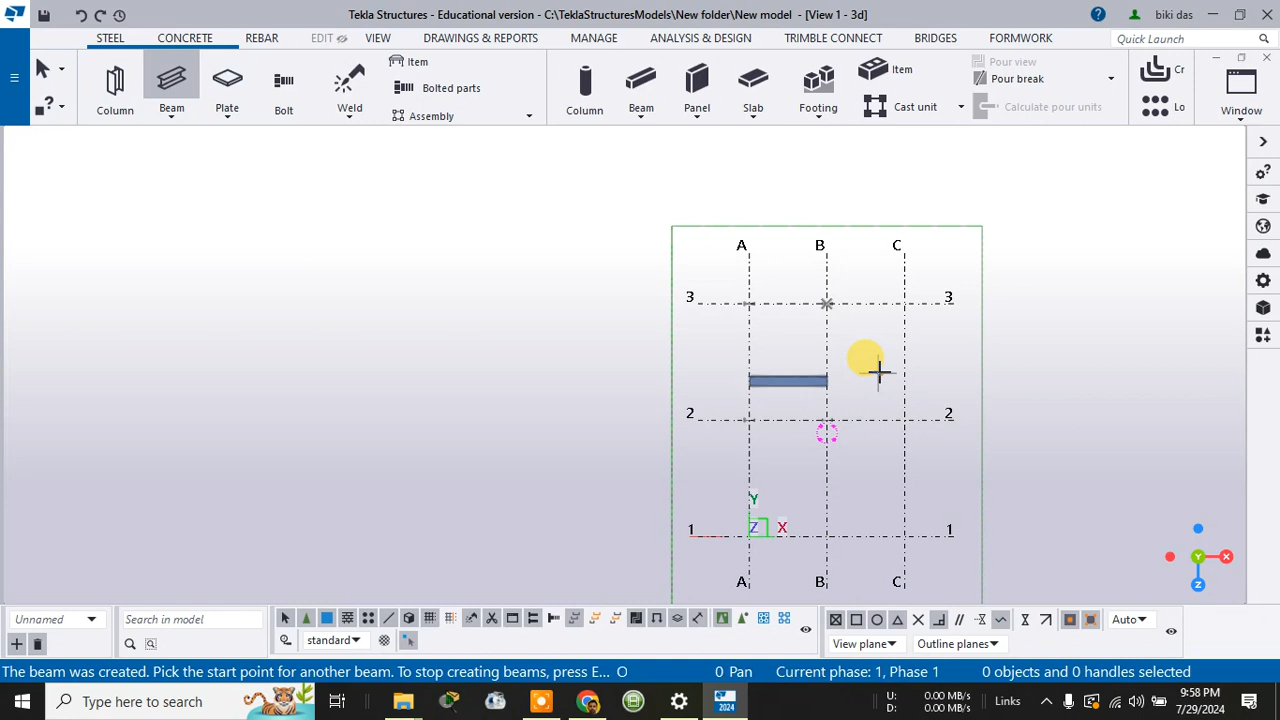 Tekla Structures - Educational version - C:\TeklaStructuresModels\New folder\New model - [View 1 - 3d]
biki das
STEEL CONCRETE REBAR EDIT VIEW DRAWINGS & REPORTS MANAGE ANALYSIS & DESIGN TRIMBLE CONNECT BRIDGES FORMWORK Quick Launch
Column Beam Plate Bolt Weld
Item
Bolted parts
Assembly
Column Beam Panel Slab Footing
Item
Cast unit
Pour view
Pour break
Calculate pour units
Cr
Lo
Window
A B C
3 3
2 2
Y
1 Z X 1
A B C
Y X
Z
Unnamed Search in model
standard
Auto
View plane Outline planes
The beam was created. Pick the start point for another beam. To stop creating beams, press E... O 0 Pan Current phase: 1, Phase 1 0 objects and 0 handles selected
Type here to search
2024
U: 0.00 MB/s
D: 0.00 MB/s
Links
9:58 PM
7/29/2024